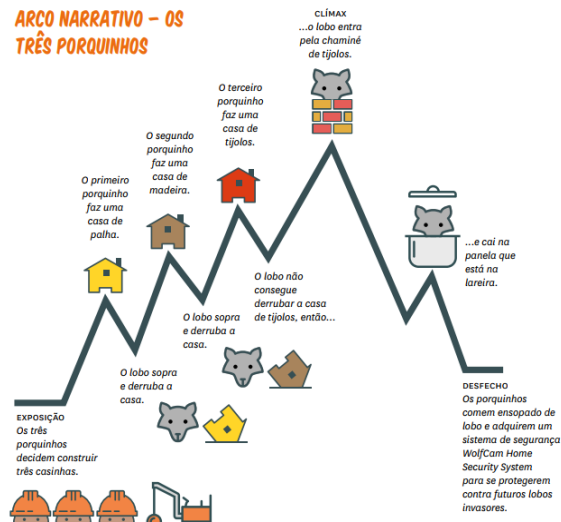 ARCO NARRATIVO – OS
TRÊS PORQUINHOS
CLÍMAX
...o lobo entra
pela chaminé
de tijolos.
O terceiro
porquinho
faz uma
casa de
tijolos.
O segundo
porquinho
faz uma
casa de
madeira.
O primeiro
porquinho
faz uma
casa de
palha.
...e cai na
panela que
está na
lareira.
O lobo não
consegue
derrubar a casa
de tijolos, então...
O lobo sopra
e derruba a
casa.
O lobo sopra
e derruba a
casa.
EXPOSIÇÃO
Os três
porquinhos
decidem construir
três casinhas.
DESFECHO
Os porquinhos
comem ensopado de
lobo e adquirem um
sistema de segurança
WolfCam Home
Security System
para se protegerem
contra futuros lobos
invasores.